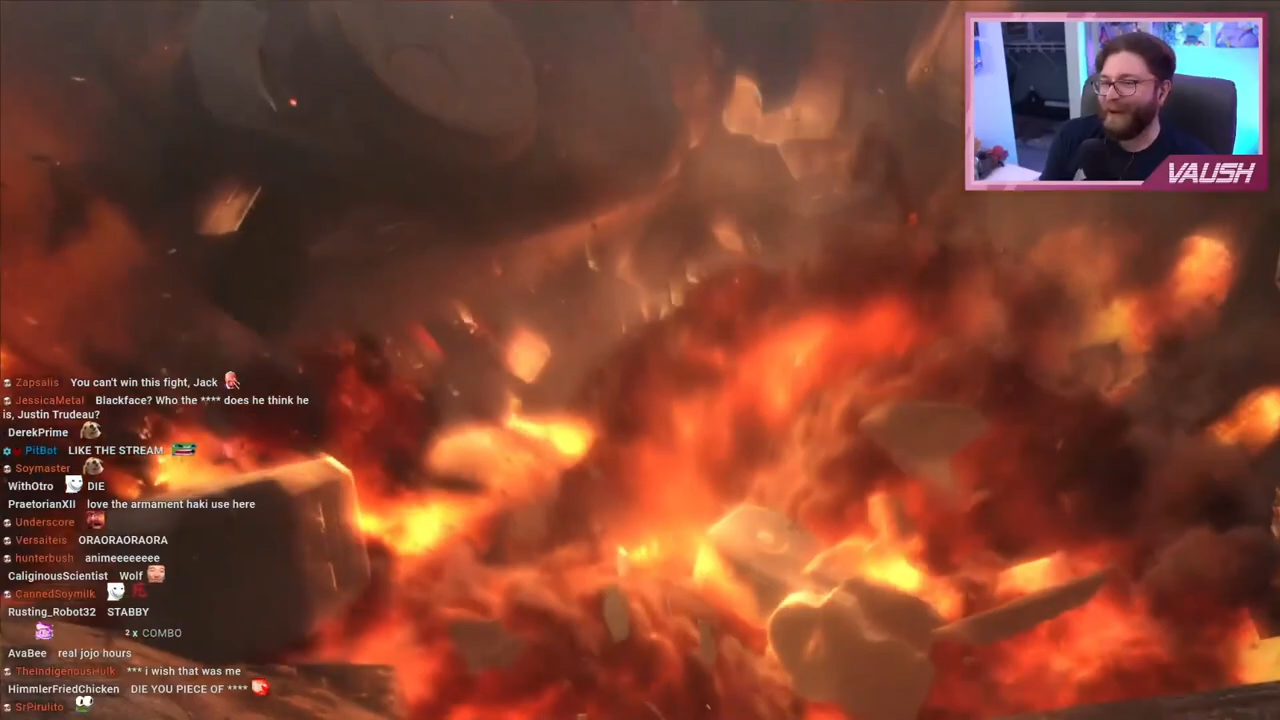 VAUSH
Zapsalis You can't win this fight, Jack
JessicaMetal Blackface? Who the **** does he think he
is, Justin Trudeau?
DerekPrime
PitBot LIKE THE STREAM
Soymaster
WithOtro DIE
PraetorianXII love the armament haki use here
Underscore
Versaiteis ORAORAORAORA
hunterbush animeeeeeeee
CaliginousScientist Wolf
CannedSoymilk
Rusting_Robot32 STABBY
2 x COMBO
AvaBee real jojo hours
TheIndigenousHulk *** i wish that was me
HimmlerFriedChicken DIE YOU PIECE OF ****
SrPirulito